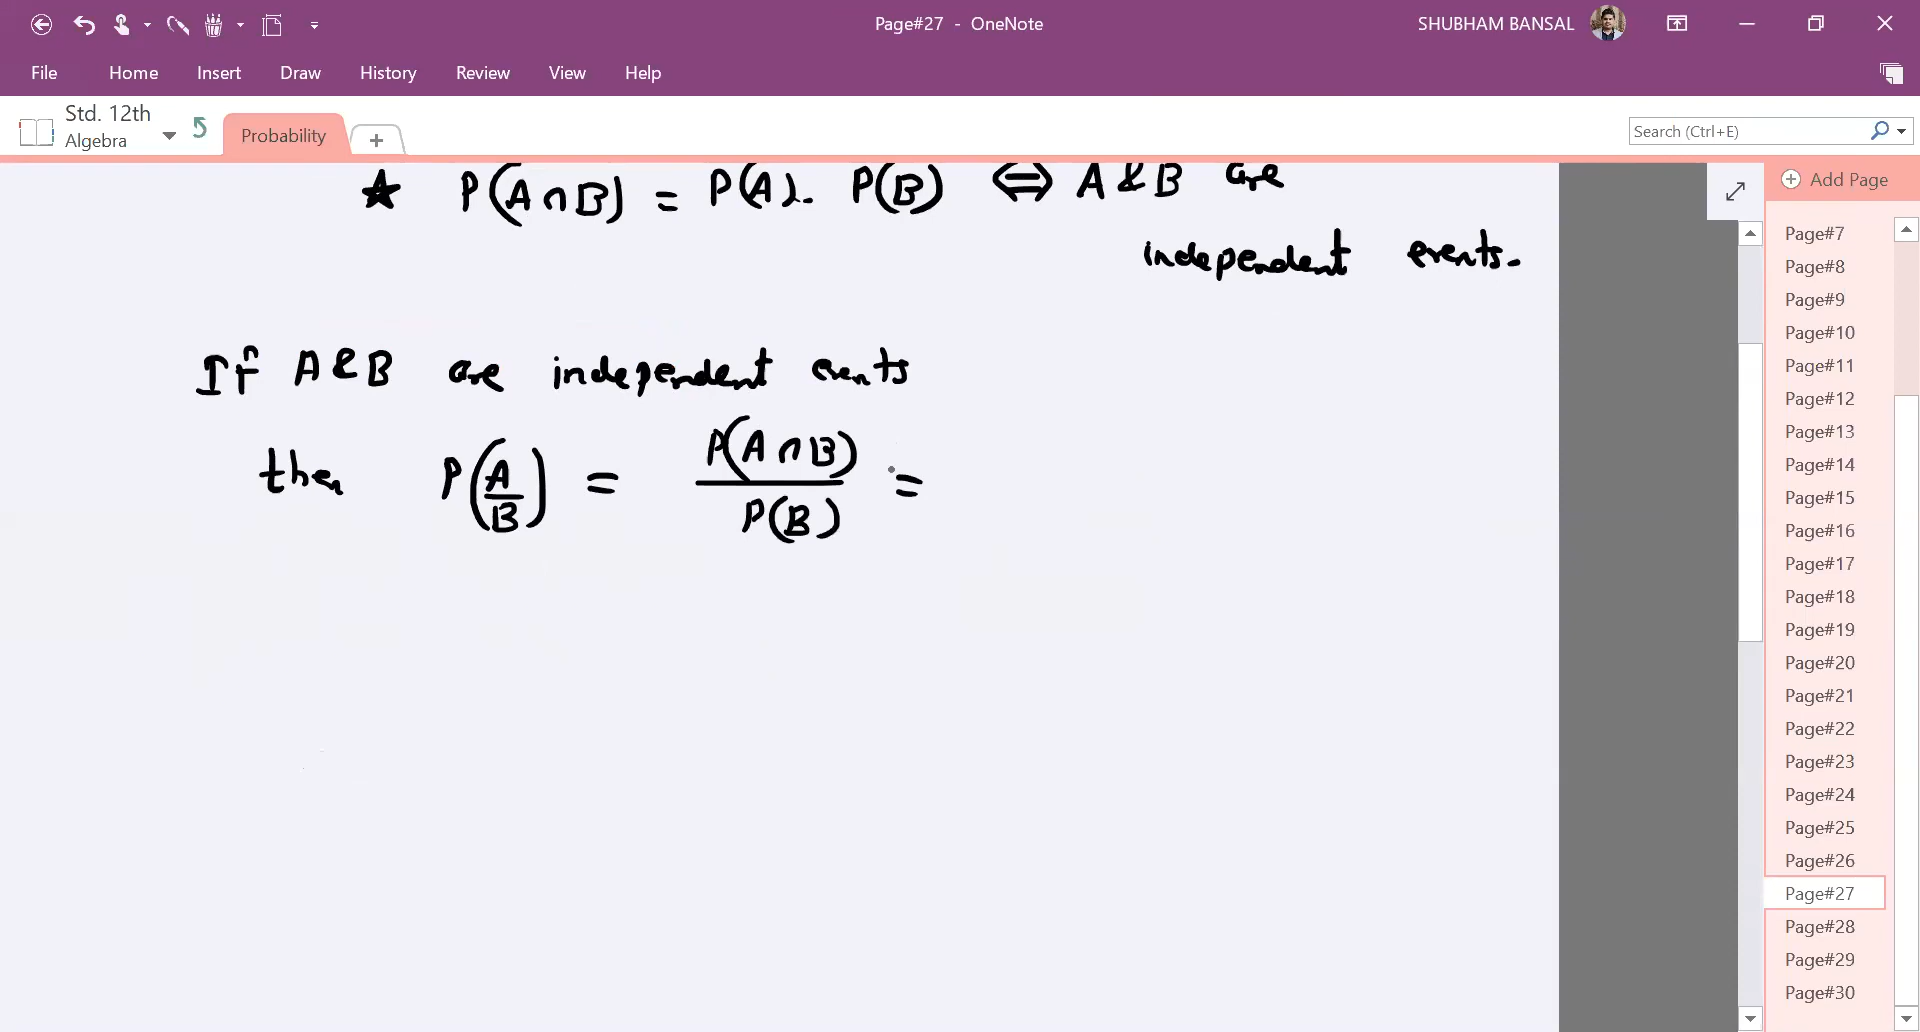 Page#27 - OneNote
SHUBHAM BANSAL
File Home Insert Draw History Review View Help
Std. 12th
Algebra
Probability
Search (Ctrl+E)
★ P(A∩B) = P(A). P(B) ⇔ A & B are
independent events.
If A & B are independent events
then P(A/B) = P(A∩B)/P(B) =
Add Page
Page#7
Page#8
Page#9
Page#10
Page#11
Page#12
Page#13
Page#14
Page#15
Page#16
Page#17
Page#18
Page#19
Page#20
Page#21
Page#22
Page#23
Page#24
Page#25
Page#26
Page#27
Page#28
Page#29
Page#30